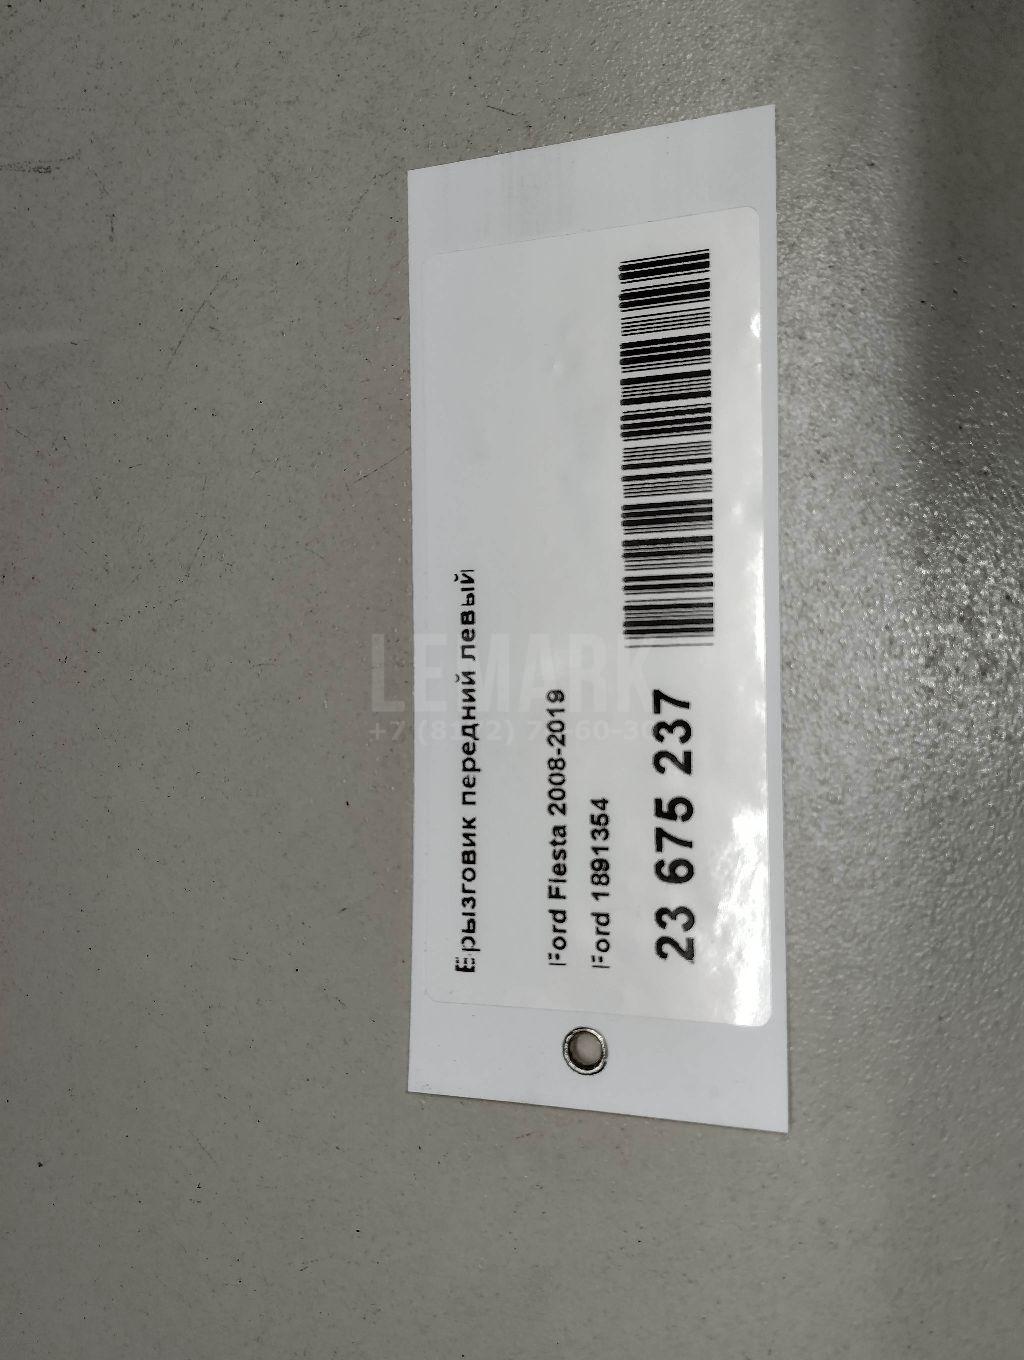 Брызговик передний левый
Ford Fiesta 2008-2019
Ford 1891354
23 675 237
LEMARK